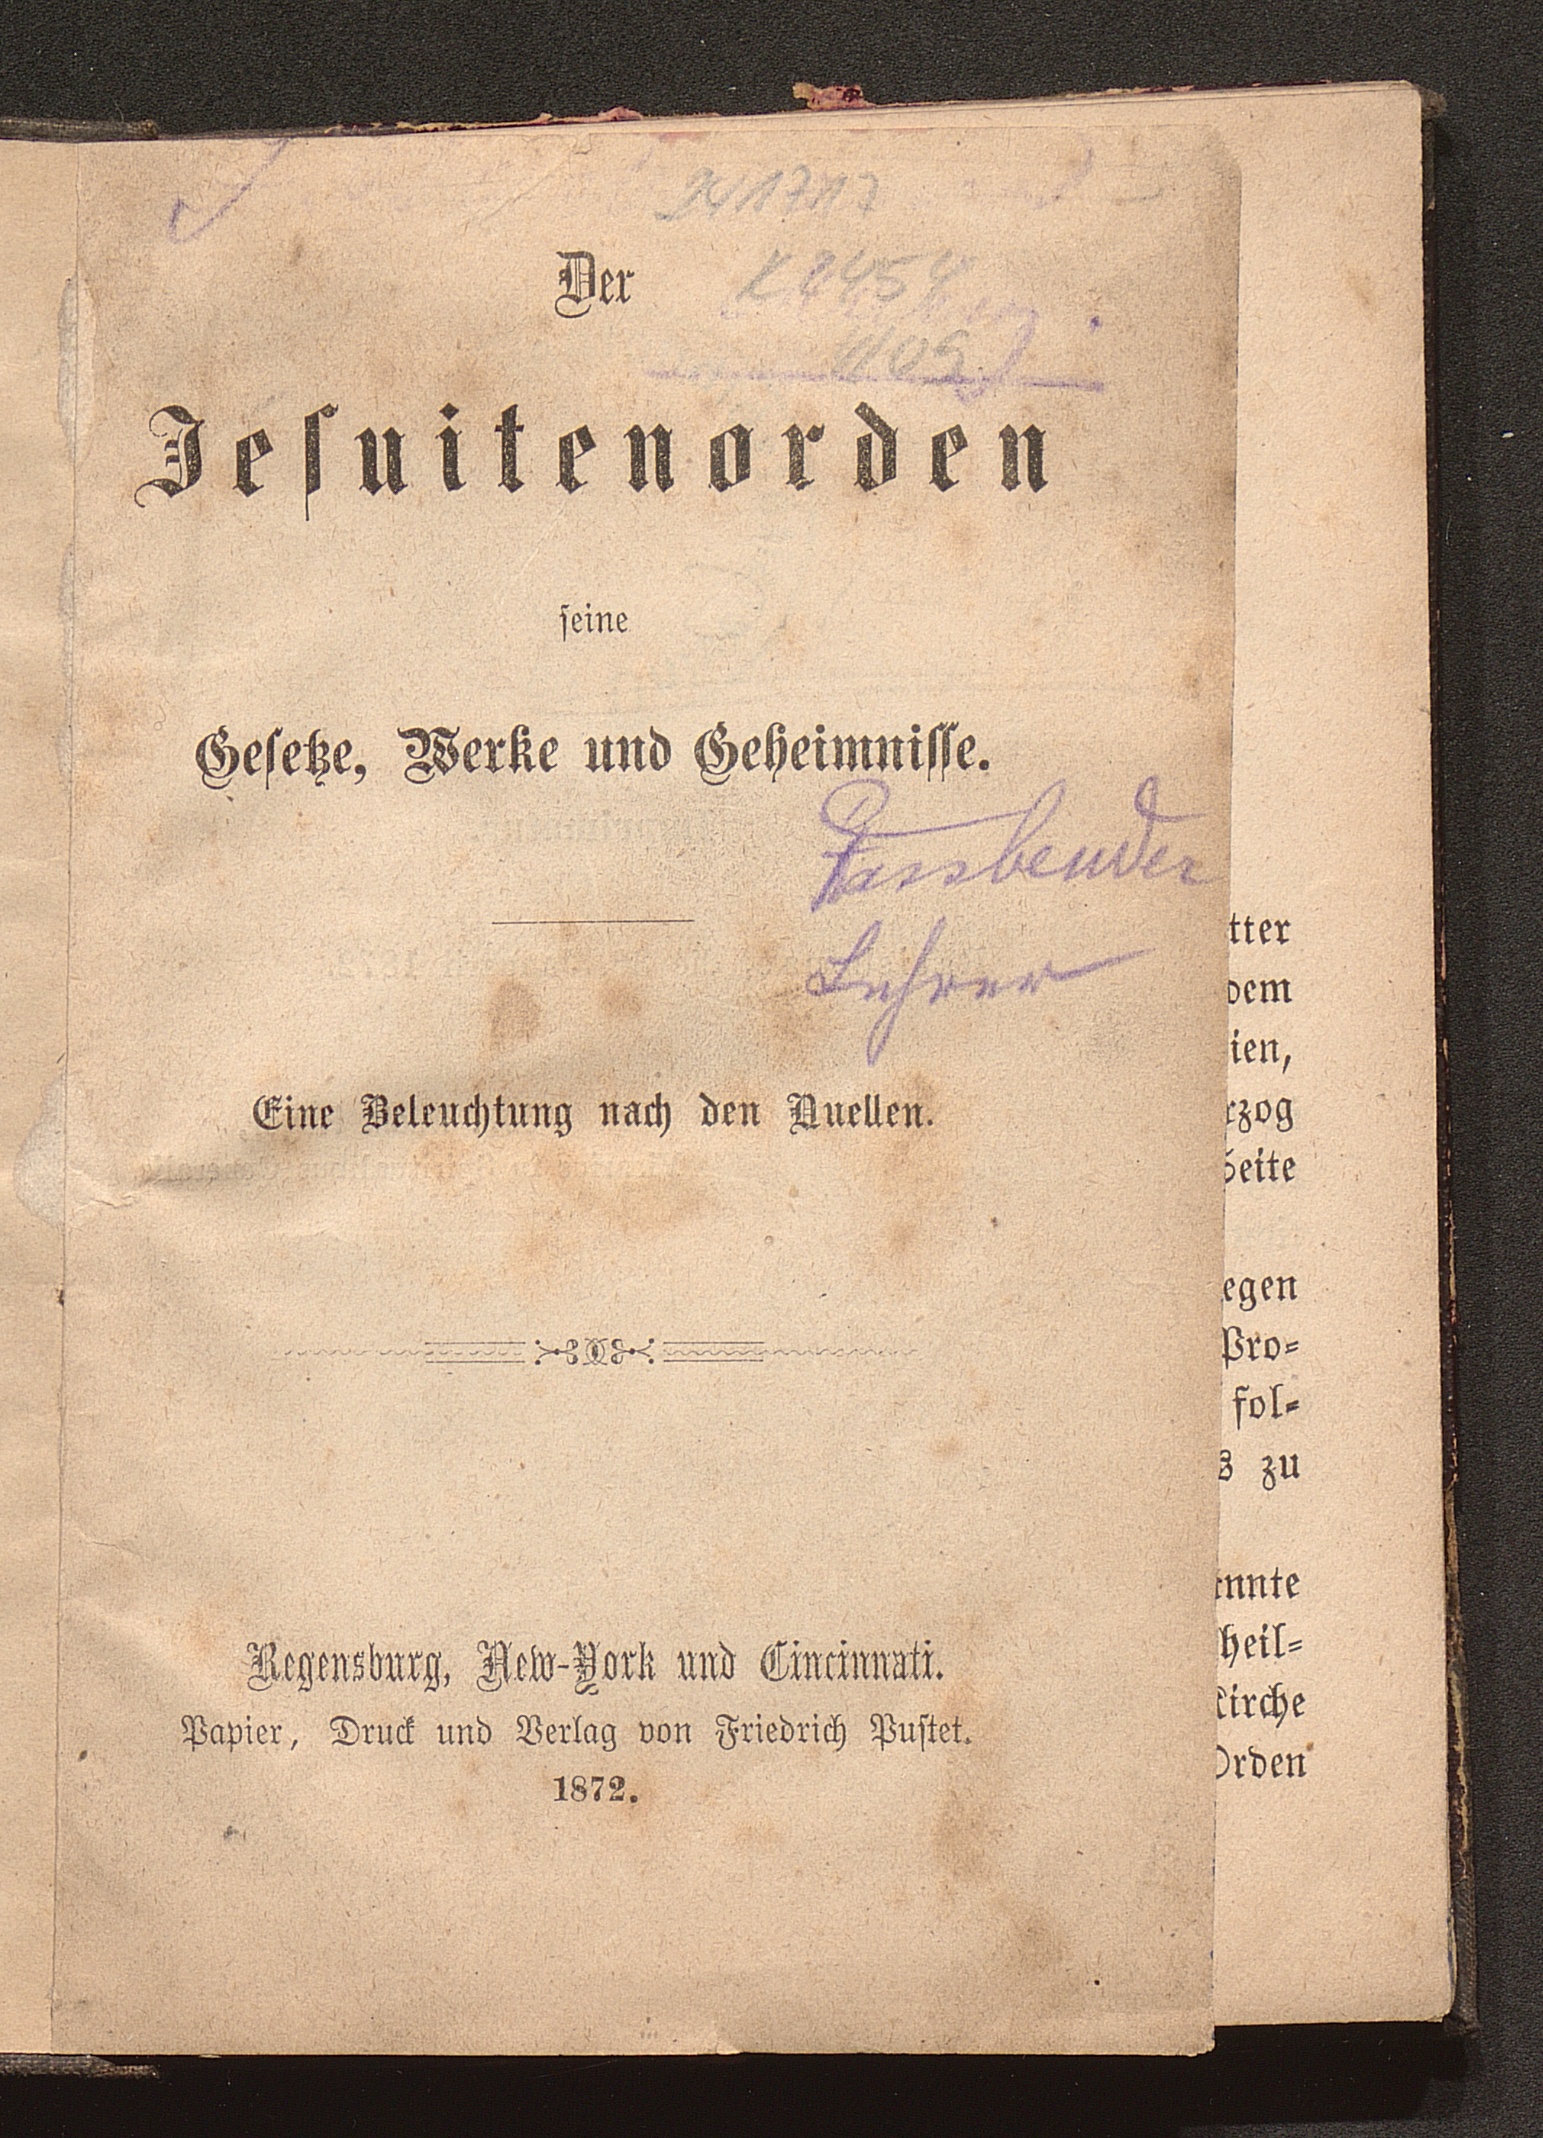 Der
Jesuitenorden
seine
Gesetze, Werke und Geheimnisse.
Fassbender
Lehrer
Eine Beleuchtung nach den Quellen.
Regensburg, New-York und Cincinnati.
Papier, Druck und Verlag von Friedrich Pustet.
1872.
tter
dem
ien,
rzog
Seite
egen
Pro-
fol-
zu
nnte
heil-
Kirche
Orden